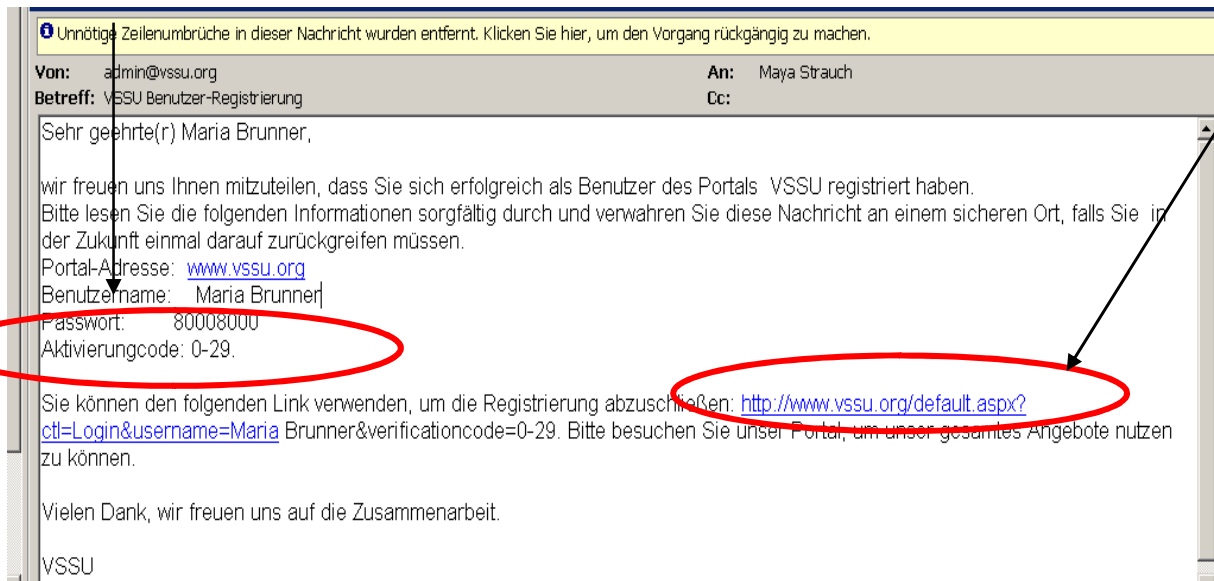 Unnötige Zeilenumbrüche in dieser Nachricht wurden entfernt. Klicken Sie hier, um den Vorgang rückgängig zu machen.
Von: admin@vssu.org An: Maya Strauch
Betreff: VSSU Benutzer-Registrierung Cc:
Sehr geehrte(r) Maria Brunner,
wir freuen uns Ihnen mitzuteilen, dass Sie sich erfolgreich als Benutzer des Portals VSSU registriert haben.
Bitte lesen Sie die folgenden Informationen sorgfältig durch und verwahren Sie diese Nachricht an einem sicheren Ort, falls Sie in
der Zukunft einmal darauf zurückgreifen müssen.
Portal-Adresse: www.vssu.org
Benutzername: Maria Brunner
Passwort: 80008000
Aktivierungcode: 0-29.
Sie können den folgenden Link verwenden, um die Registrierung abzuschließen: http://www.vssu.org/default.aspx?
ctl=Login&username=Maria Brunner&verificationcode=0-29. Bitte besuchen Sie unser Portal, um unser gesamtes Angebote nutzen
zu können.
Vielen Dank, wir freuen uns auf die Zusammenarbeit.
VSSU